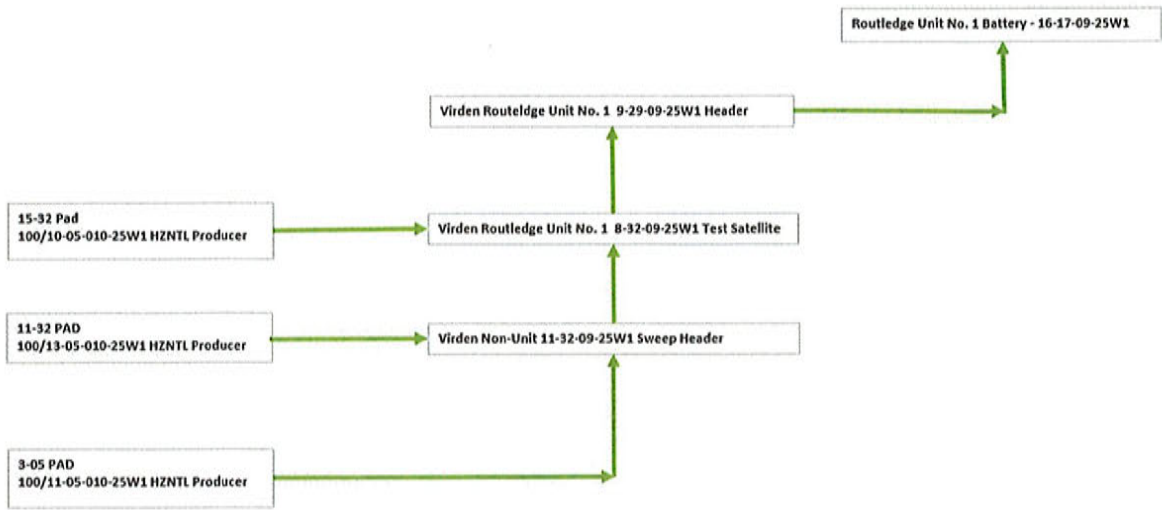 Routledge Unit No. 1 Battery - 16-17-09-25W1
Virden Routeldge Unit No. 1 9-29-09-25W1 Header
15-32 Pad
100/10-05-010-25W1 HZNTL Producer
Virden Routledge Unit No. 1 8-32-09-25W1 Test Satellite
11-32 PAD
100/13-05-010-25W1 HZNTL Producer
Virden Non-Unit 11-32-09-25W1 Sweep Header
3-05 PAD
100/11-05-010-25W1 HZNTL Producer